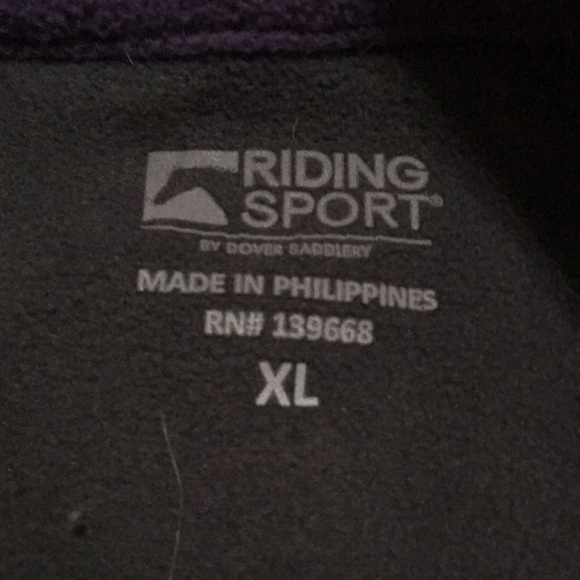 RIDING
SPORT®
BY DOVER SADDLERY
MADE IN PHILIPPINES
RN# 139668
XL